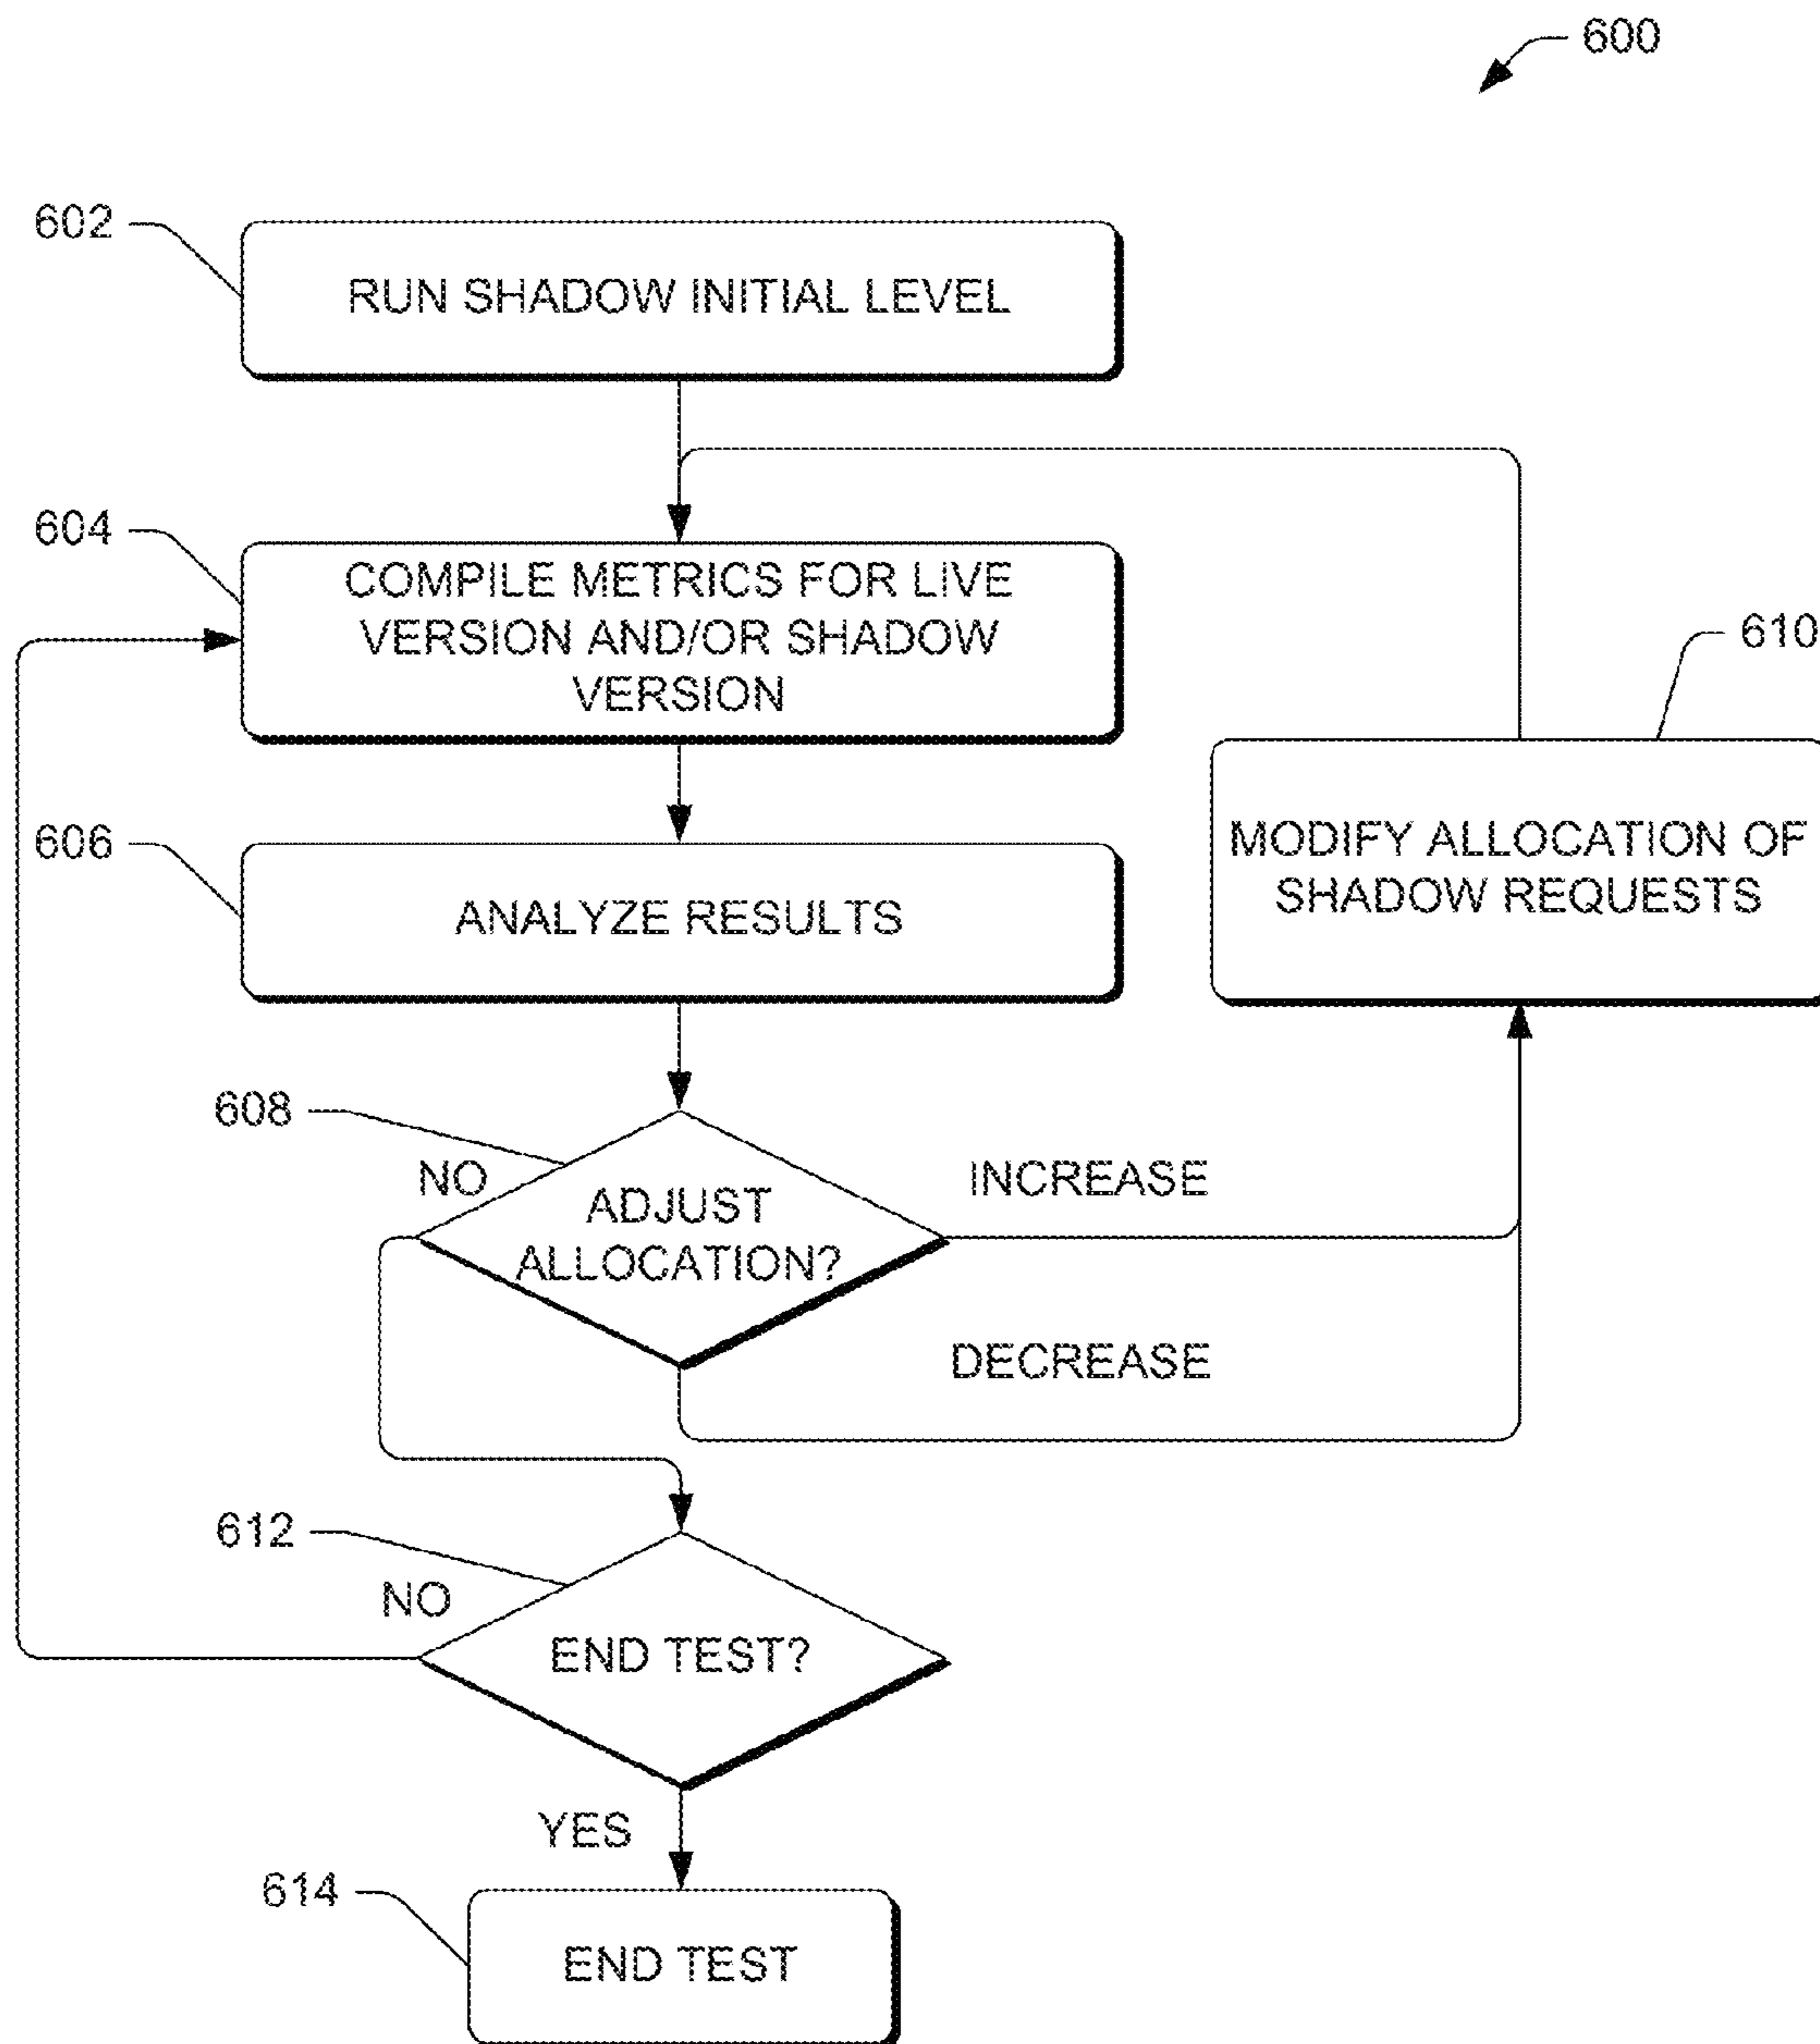 600
602
RUN SHADOW INITIAL LEVEL
604
COMPILE METRICS FOR LIVE
VERSION AND/OR SHADOW
VERSION
610
MODIFY ALLOCATION OF
SHADOW REQUESTS
606
ANALYZE RESULTS
608
NO
ADJUST
ALLOCATION?
INCREASE
DECREASE
612
NO
END TEST?
YES
614
END TEST